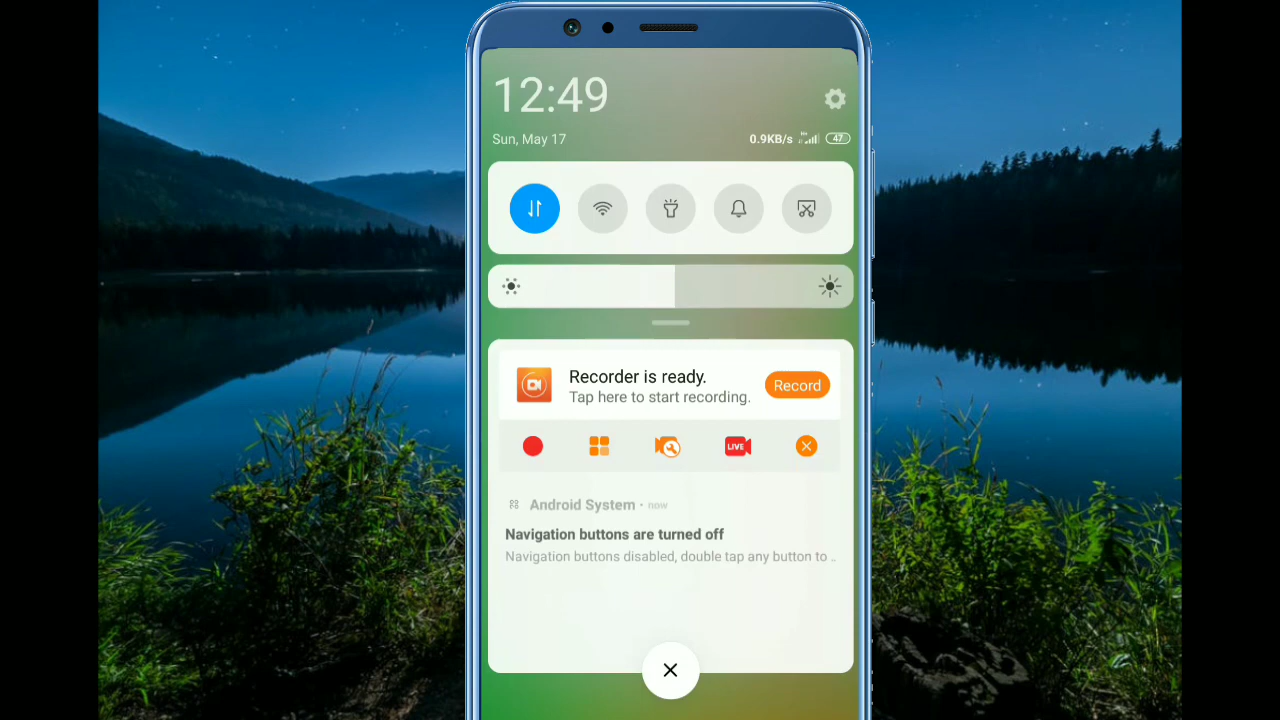 12:49
Sun, May 17
0.9KB/s
47
Recorder is ready.
Tap here to start recording.
Record
LIVE
Android System • now
Navigation buttons are turned off
Navigation buttons disabled, double tap any button to ..